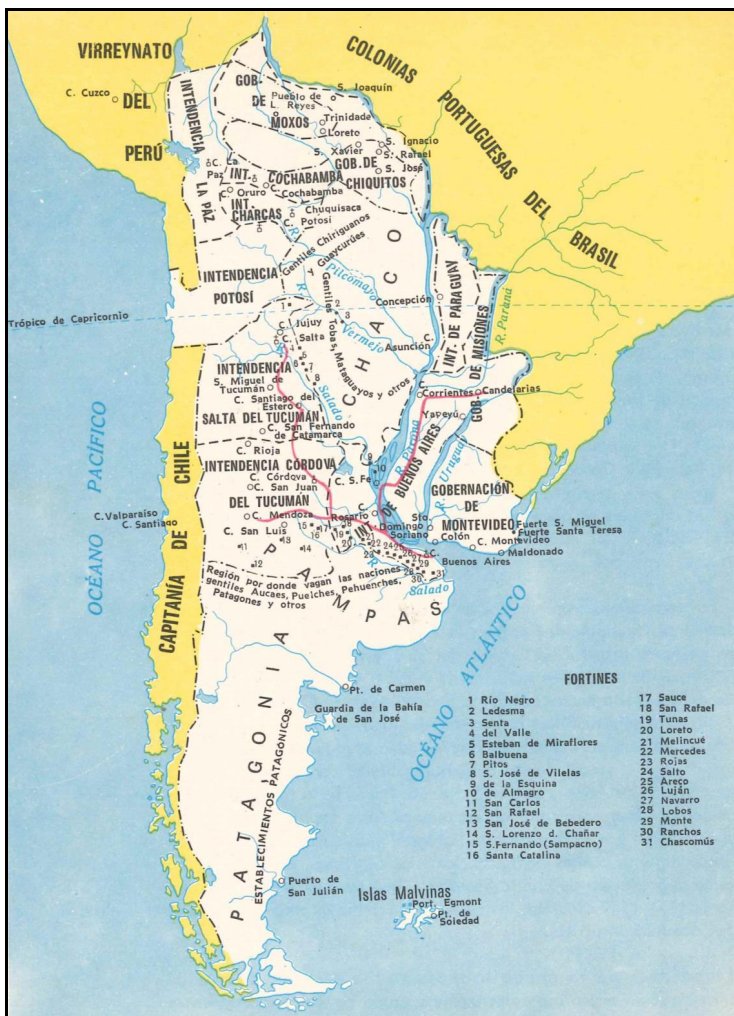 VIRREYNATO
DEL
PERÚ
C. Cuzco
COLONIAS
PORTUGUESAS
DEL
BRASIL
INTENDENCIA
LA PAZ
GOB.
DE
MOXOS
Pueblo de
L. Reyes
S. Joaquín
Trinidade
Loreto
S. Ignacio
S. Xavier
S. Rafael
GOB. DE
S. José
CHIQUITOS
C. La
Paz
INT.
COCHABAMBA
C. Cochabamba
C. Oruro
INT.
CHARCAS
Chuquisaca
C. Potosí
INTENDENCIA
POTOSÍ
Gentiles Chiriguanos
y Guaycurúes
R. Pilcomayo
CHACO
Gentiles Tobas, Mataguayos y otros
R. Vermejo
Concepción
C. Asunción
INT. DE PARAGUAY
GOB. DE MISIONES
R. Paraná
Trópico de Capricornio
C. Jujuy
C. Salta
INTENDENCIA
S. Miguel de
Tucumán
C. Santiago del
Estero
SALTA DEL TUCUMÁN
Salado
C. San Fernando
de Catamarca
C. Rioja
INTENDENCIA CÓRDOVA
C. Córdova
C. San Juan
DEL TUCUMÁN
C. Mendoza
C. San Luis
C. Corrientes
Candelarias
Yapeyú
R. Parana
R. Uruguay
C. S. Fe
INT. DE BUENOS AIRES
Rosario
Sto.
Domingo
Soriano
GOBERNACIÓN
DE
MONTEVIDEO
Fuerte S. Miguel
Fuerte Santa Teresa
Colón
C. Montevideo
Maldonado
C. Buenos Aires
R. Salado
C. Valparaíso
C. Santiago
CAPITANÍA DE CHILE
OCÉANO PACÍFICO
PAMPAS
Región por donde vagan las naciones
gentiles Aucaes, Puelches, Pehuenches,
Patagones y otros
OCÉANO ATLÁNTICO
PATAGONIA
ESTABLECIMIENTOS PATAGÓNICOS
Pt. de Carmen
Guardia de la Bahía
de San José
Puerto de
San Julián
Islas Malvinas
Port. Egmont
Pt. de
Soledad
FORTINES
1 Río Negro
2 Ledesma
3 Senta
4 del Valle
5 Esteban de Miraflores
6 Balbuena
7 Pitos
8 S. José de Vilelas
9 de la Esquina
10 de Almagro
11 San Carlos
12 San Rafael
13 San José de Bebedero
14 S. Lorenzo d. Chañar
15 S.Fernando (Sampacno)
16 Santa Catalina
17 Sauce
18 San Rafael
19 Tunas
20 Loreto
21 Melincué
22 Mercedes
23 Rojas
24 Salto
25 Areco
26 Luján
27 Navarro
28 Lobos
29 Monte
30 Ranchos
31 Chascomús